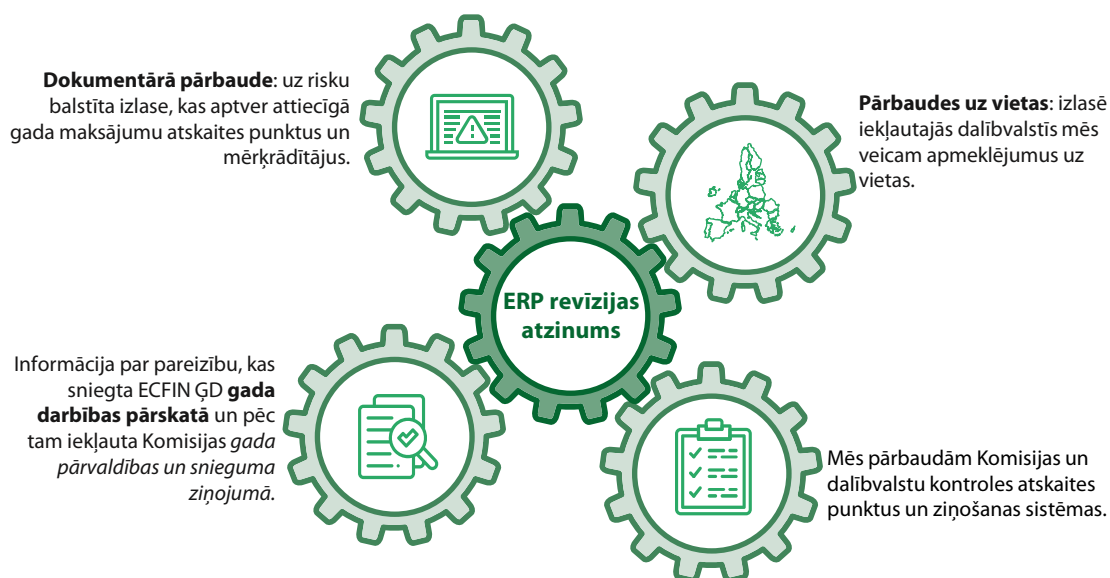 Dokumentārā pārbaude: uz risku
balstīta izlase, kas aptver attiecīgā
gada maksājumu atskaites punktus un
mērķrādītājus.
Pārbaudes uz vietas: izlasē
iekļautajās dalībvalstīs mēs
veicam apmeklējumus uz
vietas.
ERP revīzijas
atzinums
Informācija par pareizību, kas
sniegta ECFIN ĢD gada
darbības pārskatā un pēc
tam iekļauta Komisijas gada
pārvaldības un snieguma
ziņojumā.
Mēs pārbaudām Komisijas un
dalībvalstu kontroles atskaites
punktus un ziņošanas sistēmas.